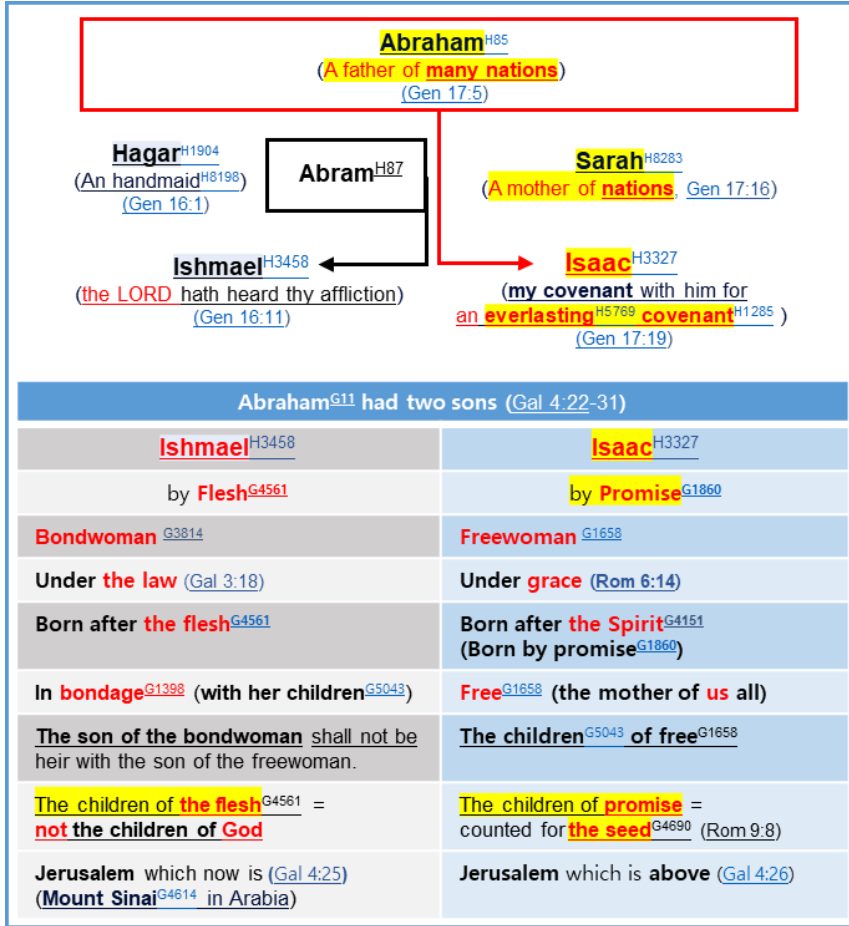 AbrahamH85
(A father of many nations)
(Gen 17:5)
HagarH1904
(An handmaidH8198)
(Gen 16:1)
AbramH87
SarahH8283
(A mother of nations, Gen 17:16)
IshmaelH3458
(the LORD hath heard thy affliction)
(Gen 16:11)
IsaacH3327
(my covenant with him for
an everlastingH5769 covenantH1285 )
(Gen 17:19)
AbrahamG11 had two sons (Gal 4:22-31)
IshmaelH3458
IsaacH3327
by FleshG4561
by PromiseG1860
Bondwoman G3814
Freewoman G1658
Under the law (Gal 3:18)
Under grace (Rom 6:14)
Born after the fleshG4561
Born after the SpiritG4151
(Born by promiseG1860)
In bondageG1398 (with her childrenG5043)
FreeG1658 (the mother of us all)
The son of the bondwoman shall not be
heir with the son of the freewoman.
The childrenG5043 of freeG1658
The children of the fleshG4561 =
not the children of God
The children of promise =
counted for the seedG4690 (Rom 9:8)
Jerusalem which now is (Gal 4:25)
(Mount SinaiG4614 in Arabia)
Jerusalem which is above (Gal 4:26)